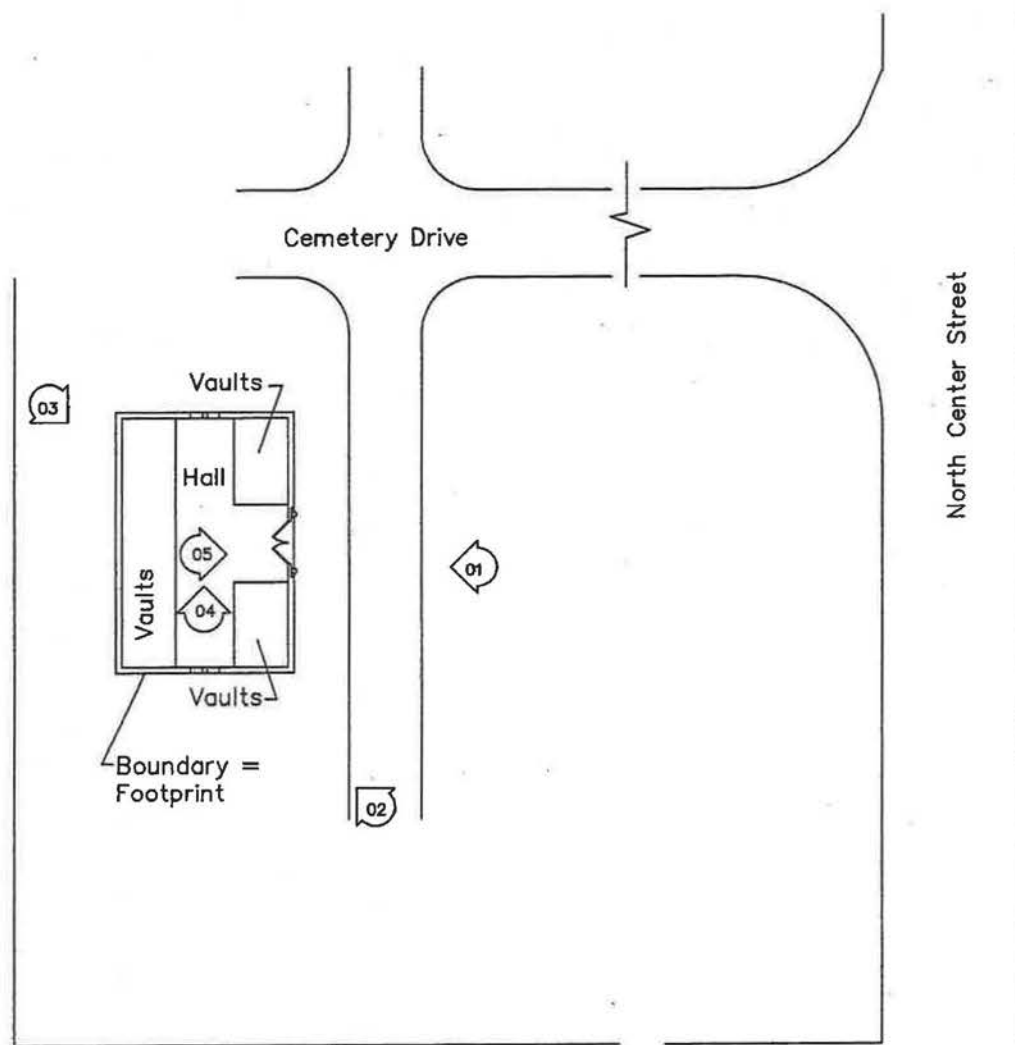 Cemetery Drive
North Center Street
Vaults
03
Hall
05
01
Vaults
04
Vaults
Boundary =
Footprint
02